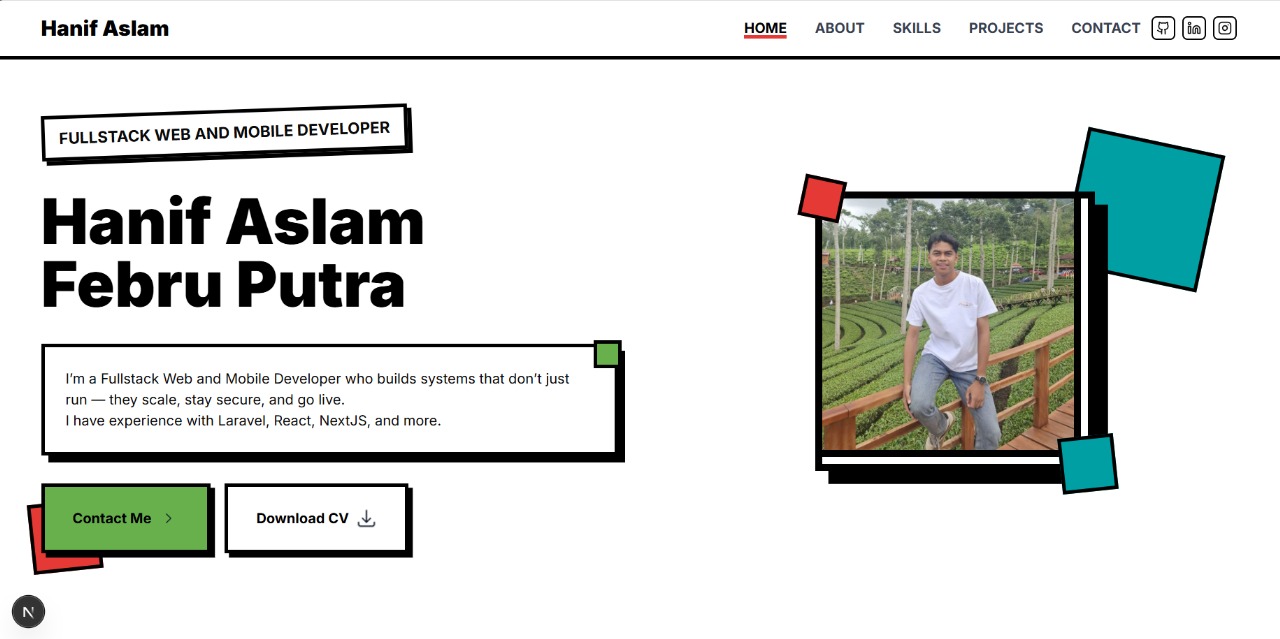 Hanif Aslam
HOME ABOUT SKILLS PROJECTS CONTACT
FULLSTACK WEB AND MOBILE DEVELOPER
Hanif Aslam
Febru Putra
I’m a Fullstack Web and Mobile Developer who builds systems that don’t just
run — they scale, stay secure, and go live.
I have experience with Laravel, React, NextJS, and more.
Contact Me
Download CV
N